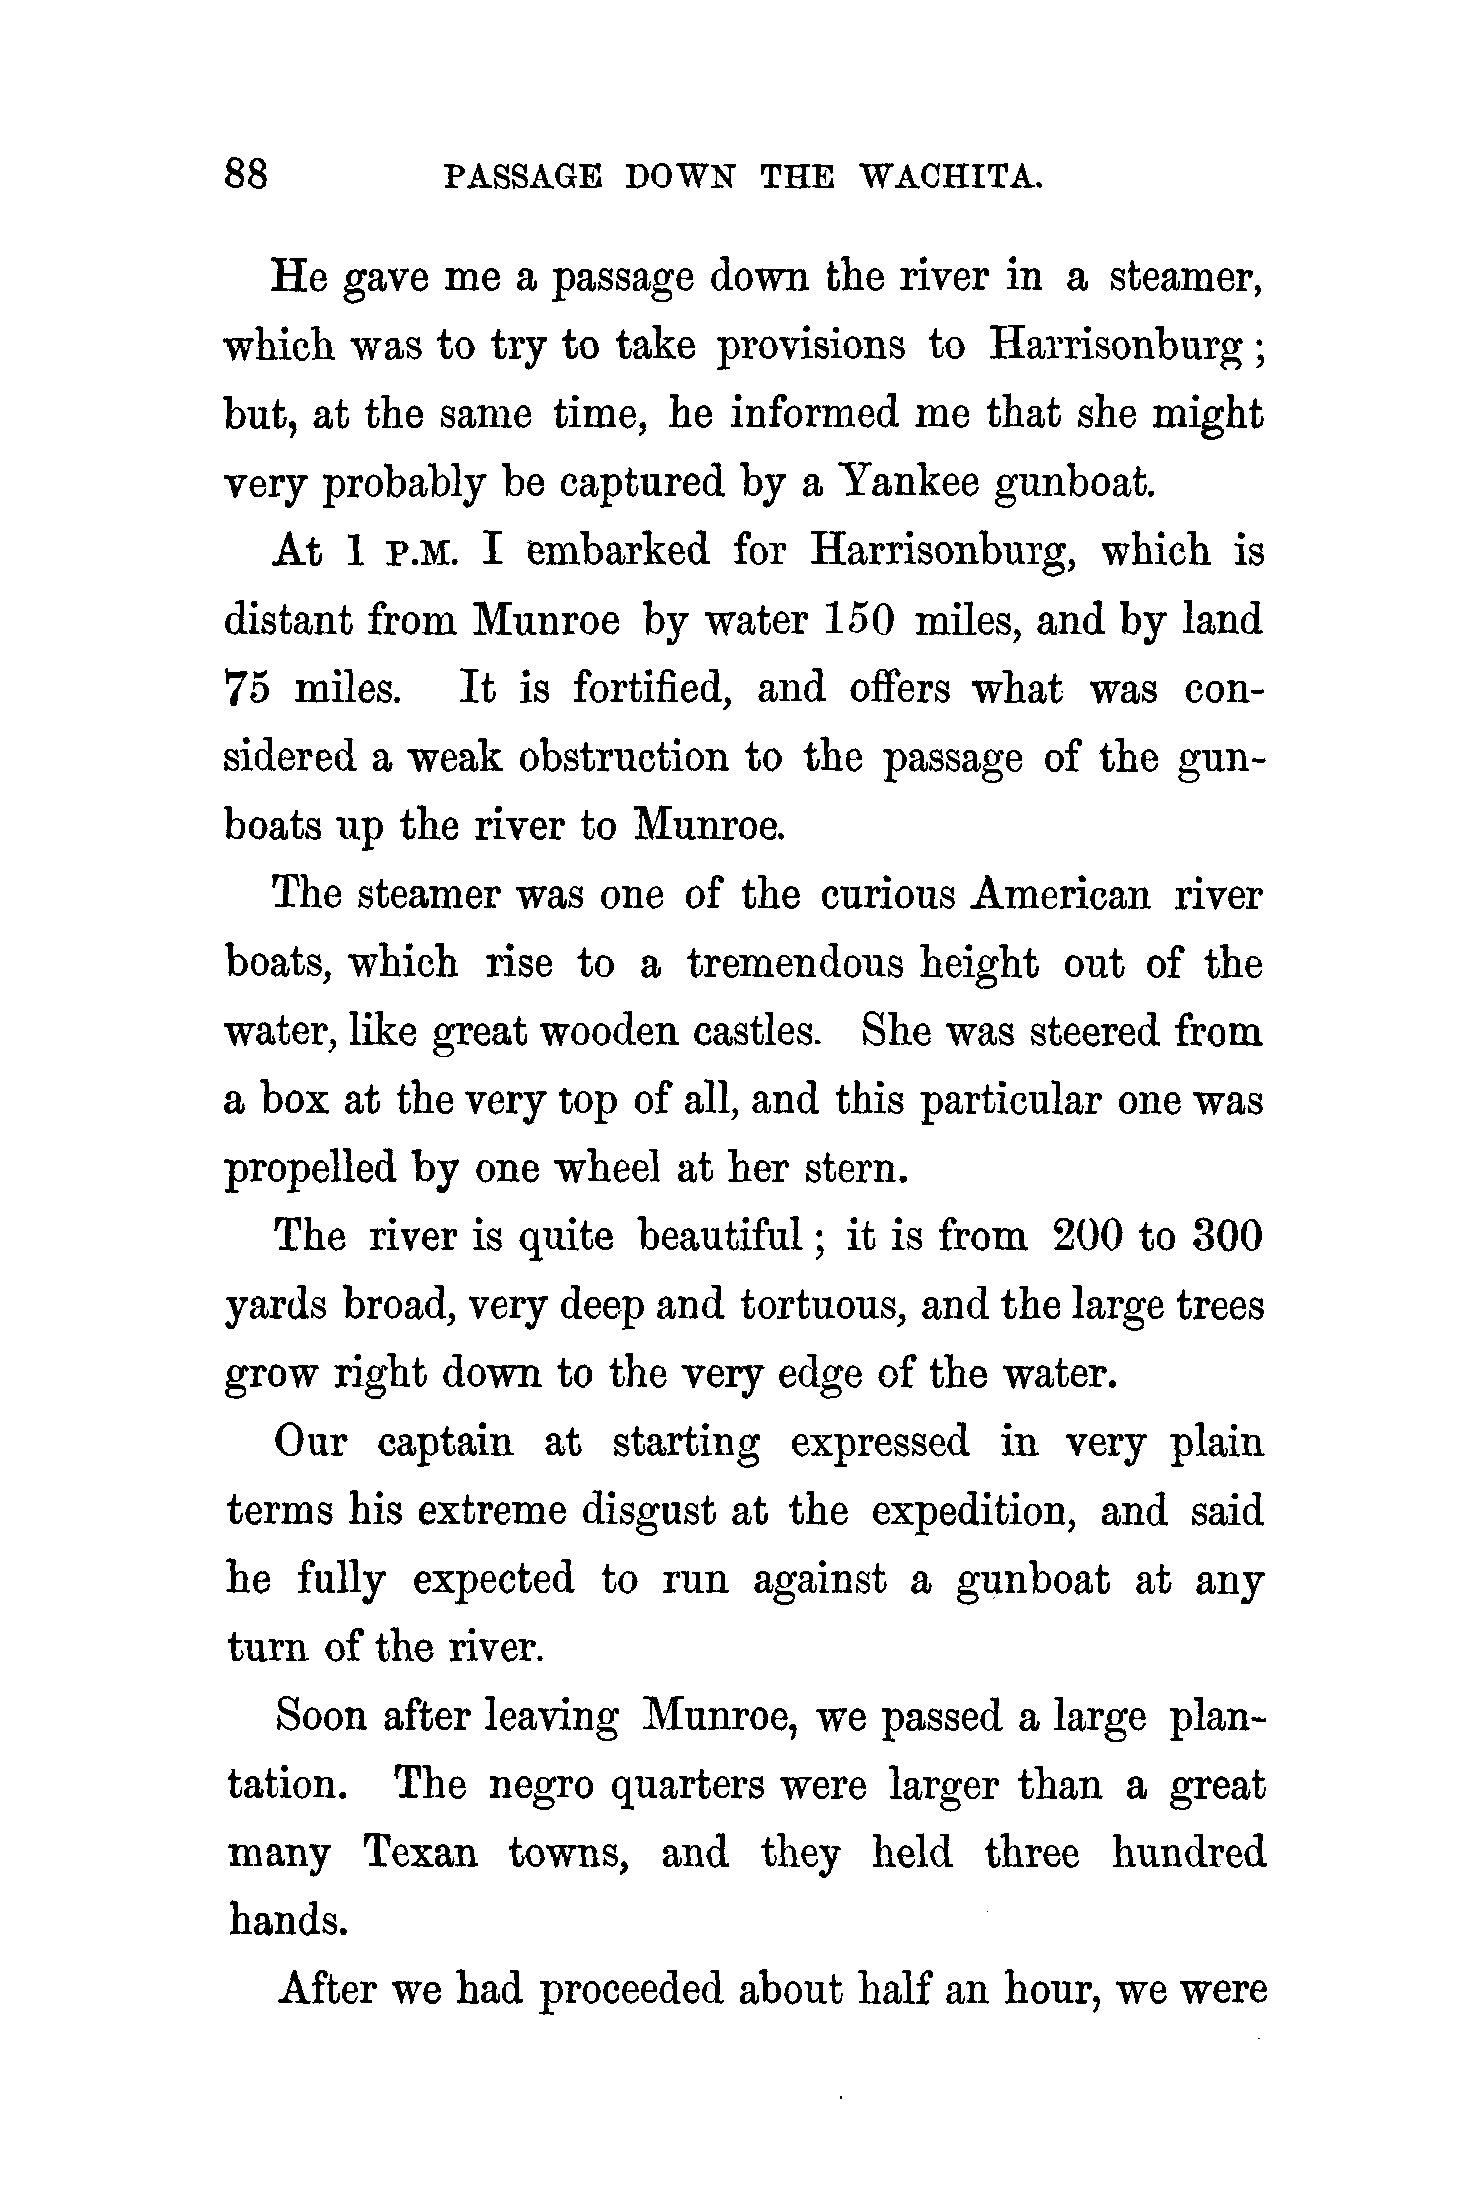 88 PASSAGE DOWN THE WACHITA.
He gave me a passage down the river in a steamer,
which was to try to take provisions to Harrisonburg ;
but, at the same time, he informed me that she might
very probably be captured by a Yankee gunboat.
At 1 P.M. I embarked for Harrisonburg, which is
distant from Munroe by water 150 miles, and by land
75 miles. It is fortified, and offers what was con-
sidered a weak obstruction to the passage of the gun-
boats up the river to Munroe.
The steamer was one of the curious American river
boats, which rise to a tremendous height out of the
water, like great wooden castles. She was steered from
a box at the very top of all, and this particular one was
propelled by one wheel at her stern.
The river is quite beautiful ; it is from 200 to 300
yards broad, very deep and tortuous, and the large trees
grow right down to the very edge of the water.
Our captain at starting expressed in very plain
terms his extreme disgust at the expedition, and said
he fully expected to run against a gunboat at any
turn of the river.
Soon after leaving Munroe, we passed a large plan-
tation. The negro quarters were larger than a great
many Texan towns, and they held three hundred
hands.
After we had proceeded about half an hour, we were